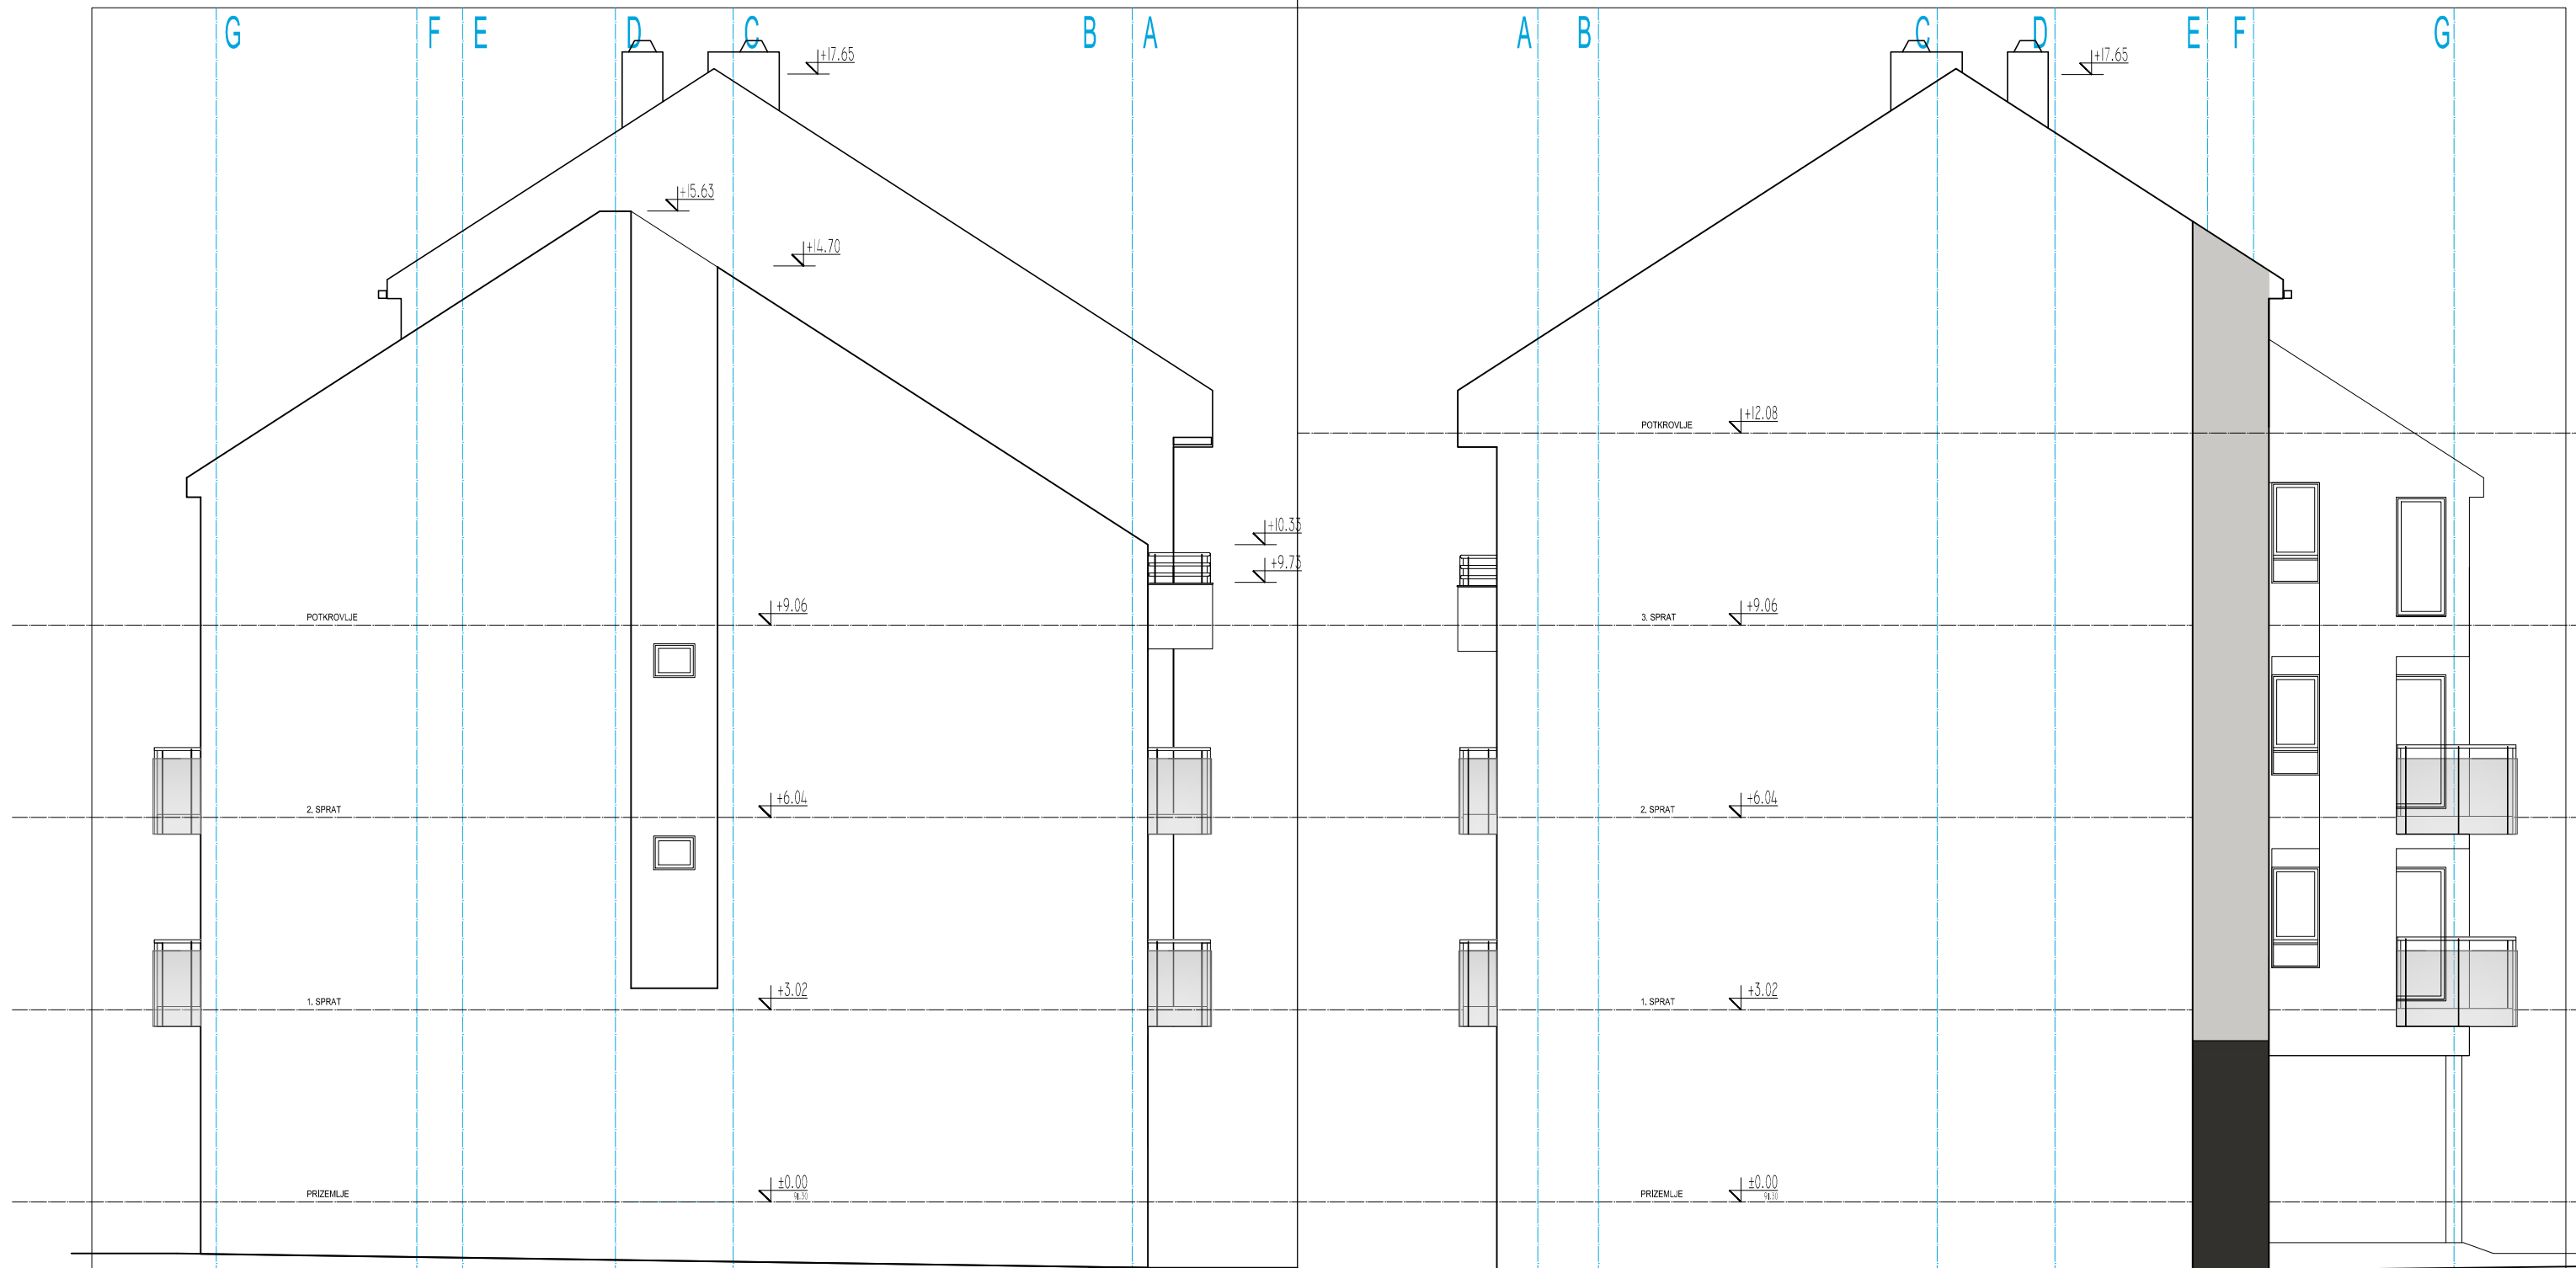 G F E D C B A A B C D E F G
+17.65 +17.65
+15.63
+14.70
POTKROVLJE +12.08
+10.33
+9.73
POTKROVLJE +9.06 3. SPRAT +9.06
2. SPRAT +6.04 2. SPRAT +6.04
1. SPRAT +3.02 1. SPRAT +3.02
PRIZEMLJE ±0.00 PRIZEMLJE ±0.00